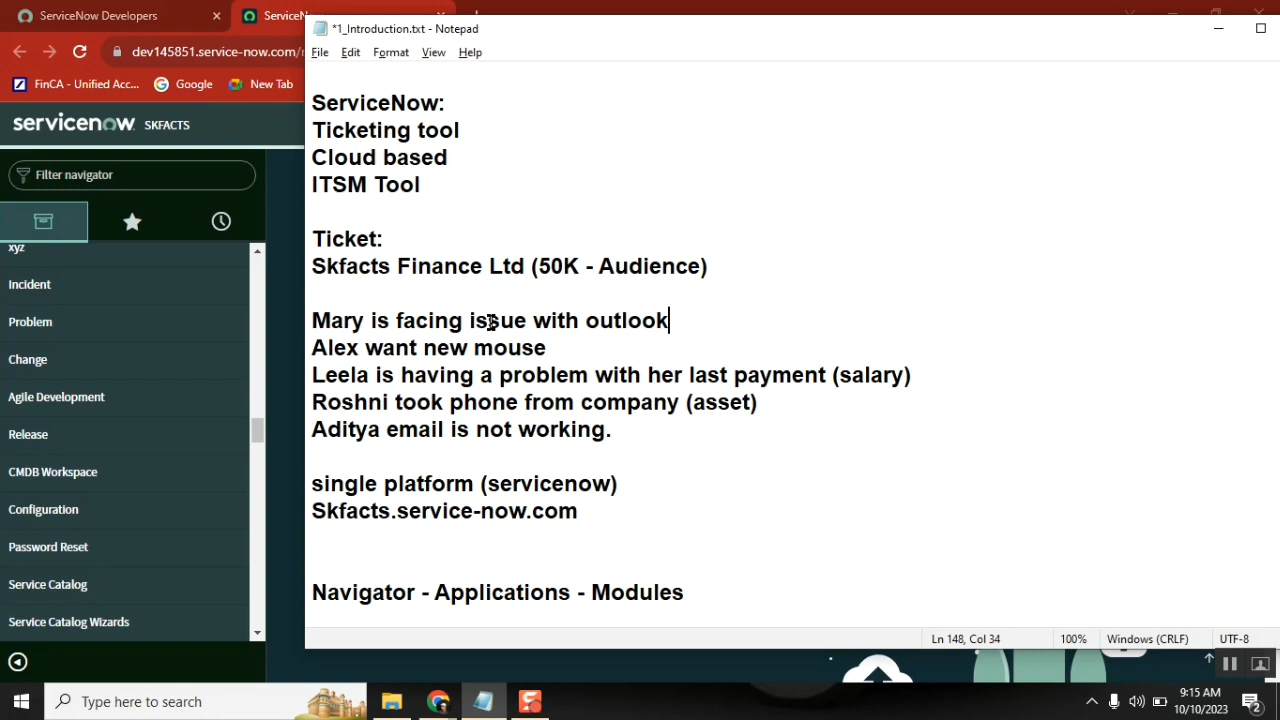 ServiceNow Developers
ServiceNow
*1_Introduction.txt - Notepad
dev145851.service-now.com/
File Edit Format View Help
FinCA - Unified Acc...
Google
New Tab
servicenow SKFACTS
Filter navigator
xyz
Incident
Problem
Change
Agile Development
Release
CMDB Workspace
Configuration
Password Reset
Service Catalog
Service Catalog Wizards
ServiceNow:
Ticketing tool
Cloud based
ITSM Tool
Ticket:
Skfacts Finance Ltd (50K - Audience)
Mary is facing issue with outlook
Alex want new mouse
Leela is having a problem with her last payment (salary)
Roshni took phone from company (asset)
Aditya email is not working.
single platform (servicenow)
Skfacts.service-now.com
Navigator - Applications - Modules
Ln 148, Col 34
100%
Windows (CRLF)
UTF-8
Type here to search
9:15 AM
10/10/2023
2